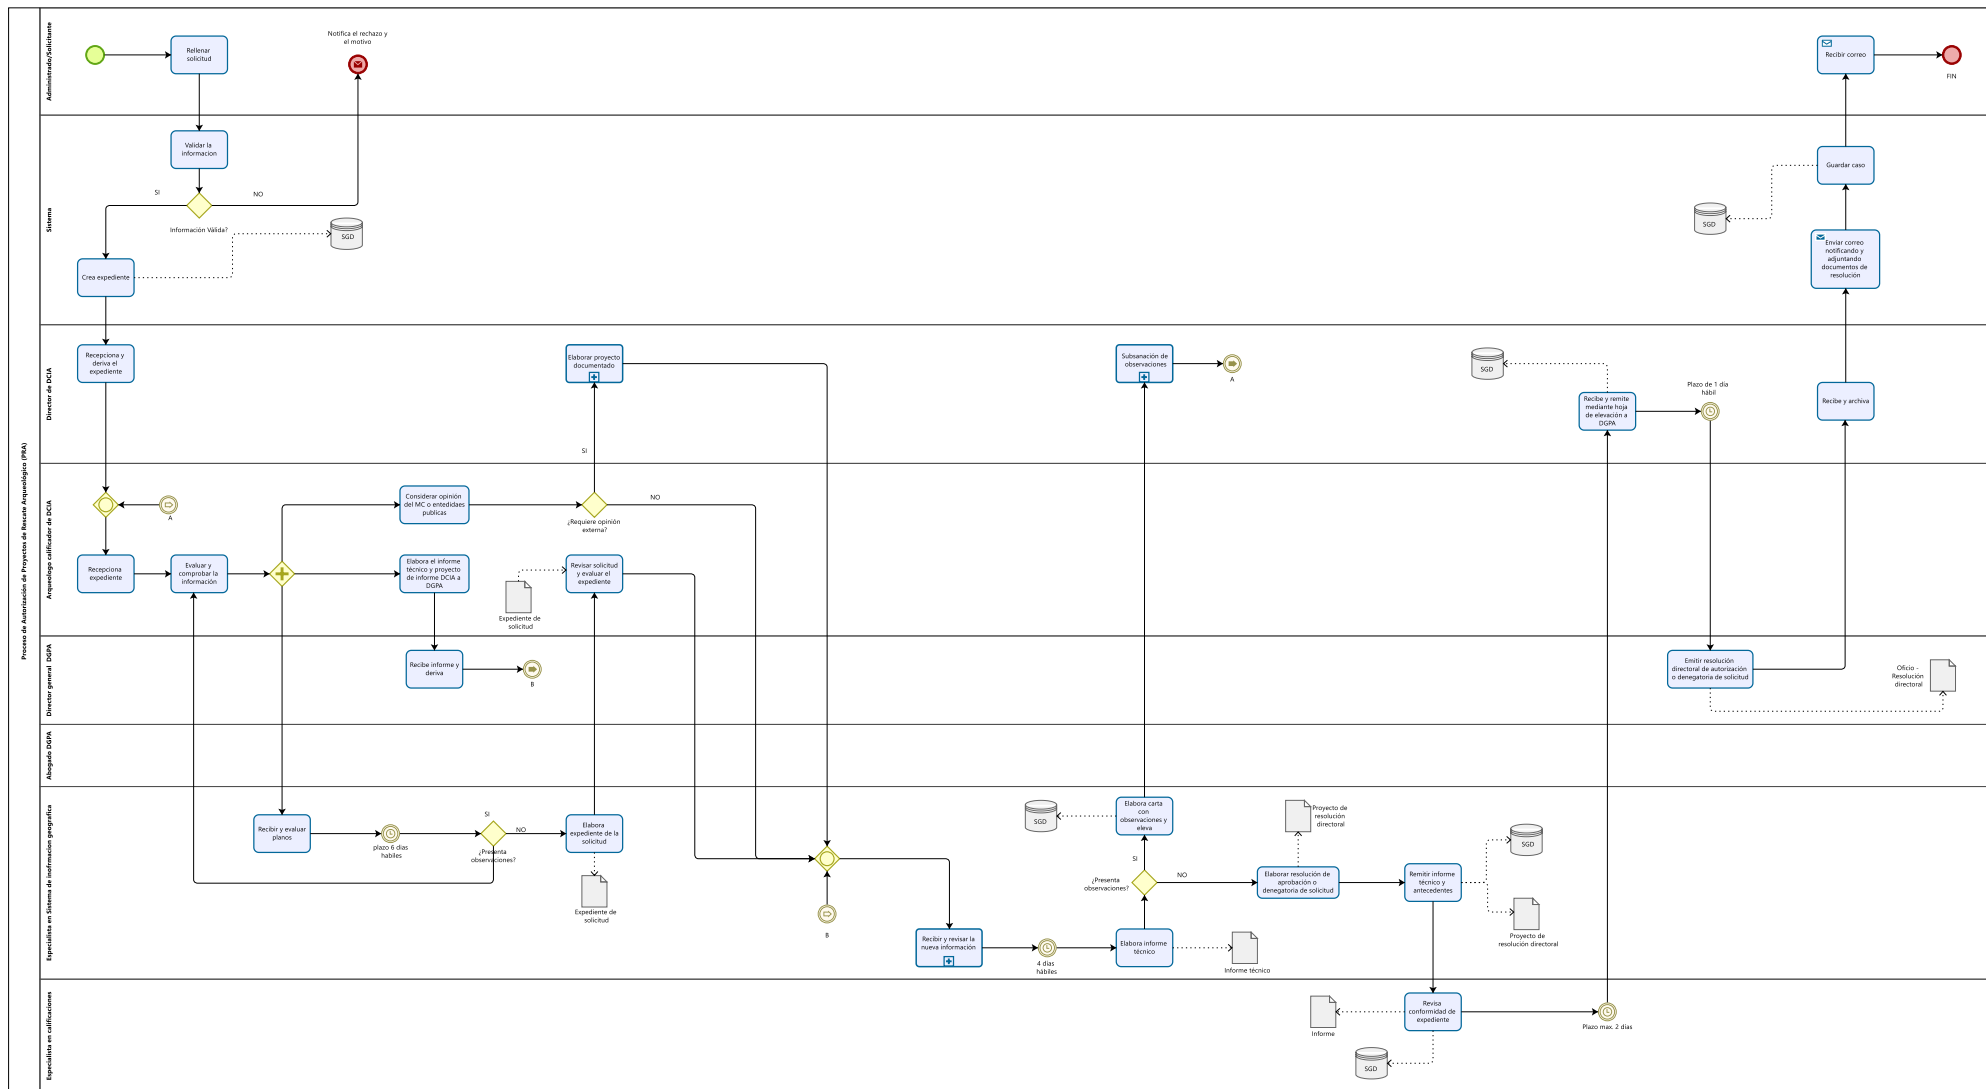 Proceso de Autorización de Proyectos de Rescate Arqueológico (PRA)
Administrado/Solicitante
Rellenar
solicitud
Notifica el rechazo y
el motivo
Recibir correo
FIN
Sistema
Validar la
informacion
SI
NO
Información Válida?
SGD
Crea expediente
Guardar caso
SGD
Enviar correo
notificando y
adjuntando
documentos de
resolución
Director de DCIA
Recepciona y
deriva el
expediente
Elaborar proyecto
documentado
SI
Subsanación de
observaciones
A
SGD
Recibe y remite
mediante hoja
de elevación a
DGPA
Plazo de 1 día
hábil
Recibe y archiva
Arqueologo calificador de DCIA
A
Considerar opinión
del MC o entedidaes
publicas
NO
¿Requiere opinión
externa?
Recepciona
expediente
Evaluar y
comprobar la
información
Elabora el informe
técnico y proyecto
de informe DCIA a
DGPA
Expediente de
solicitud
Revisar solicitud
y evaluar el
expediente
Director general  DGPA
Recibe informe y
deriva
B
Emitir resolución
directoral de autorización
o denegatoria de solicitud
Oficio -
Resolución
directoral
Abogado DGPA
Especialista en Sistema de inofrmacion geografica
Recibir y evaluar
planos
plazo 6 días
habiles
SI
NO
¿Presenta
observaciones?
Elabora
expediente de la
solicitud
Expediente de
solicitud
B
Recibir y revisar la
nueva información
4 días
hábiles
SGD
Elabora carta
con
observaciones y
eleva
SI
¿Presenta
observaciones?
NO
Elabora informe
técnico
Informe técnico
Proyecto de
resolución
directoral
Elaborar resolución de
aprobación o
denegatoria de solicitud
Remitir informe
técnico y
antecedentes
SGD
Proyecto de
resolución directoral
Especialista en calificaciones
Informe
Revisa
conformidad de
expediente
SGD
Plazo max. 2 días